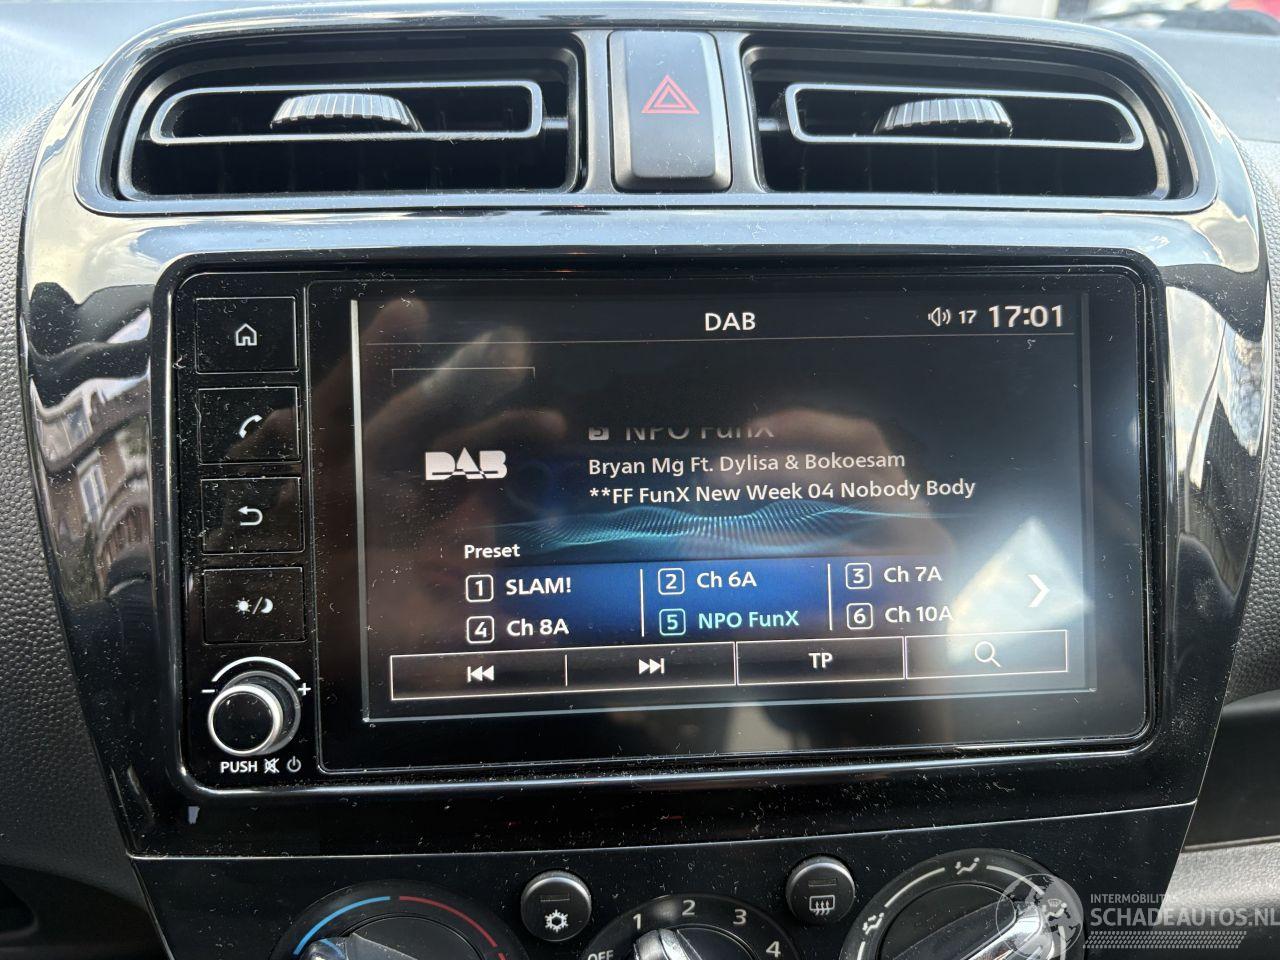 DAB
17 17:01
5 NPO FunX
DAB
Bryan Mg Ft. Dylisa & Bokoesam
**FF FunX New Week 04 Nobody Body
Preset
1 SLAM!
2 Ch 6A
3 Ch 7A
4 Ch 8A
5 NPO FunX
6 Ch 10A
TP
- +
PUSH
OFF 1 2 3 4
INTERMOBILITAS
SCHADEAUTOS.NL